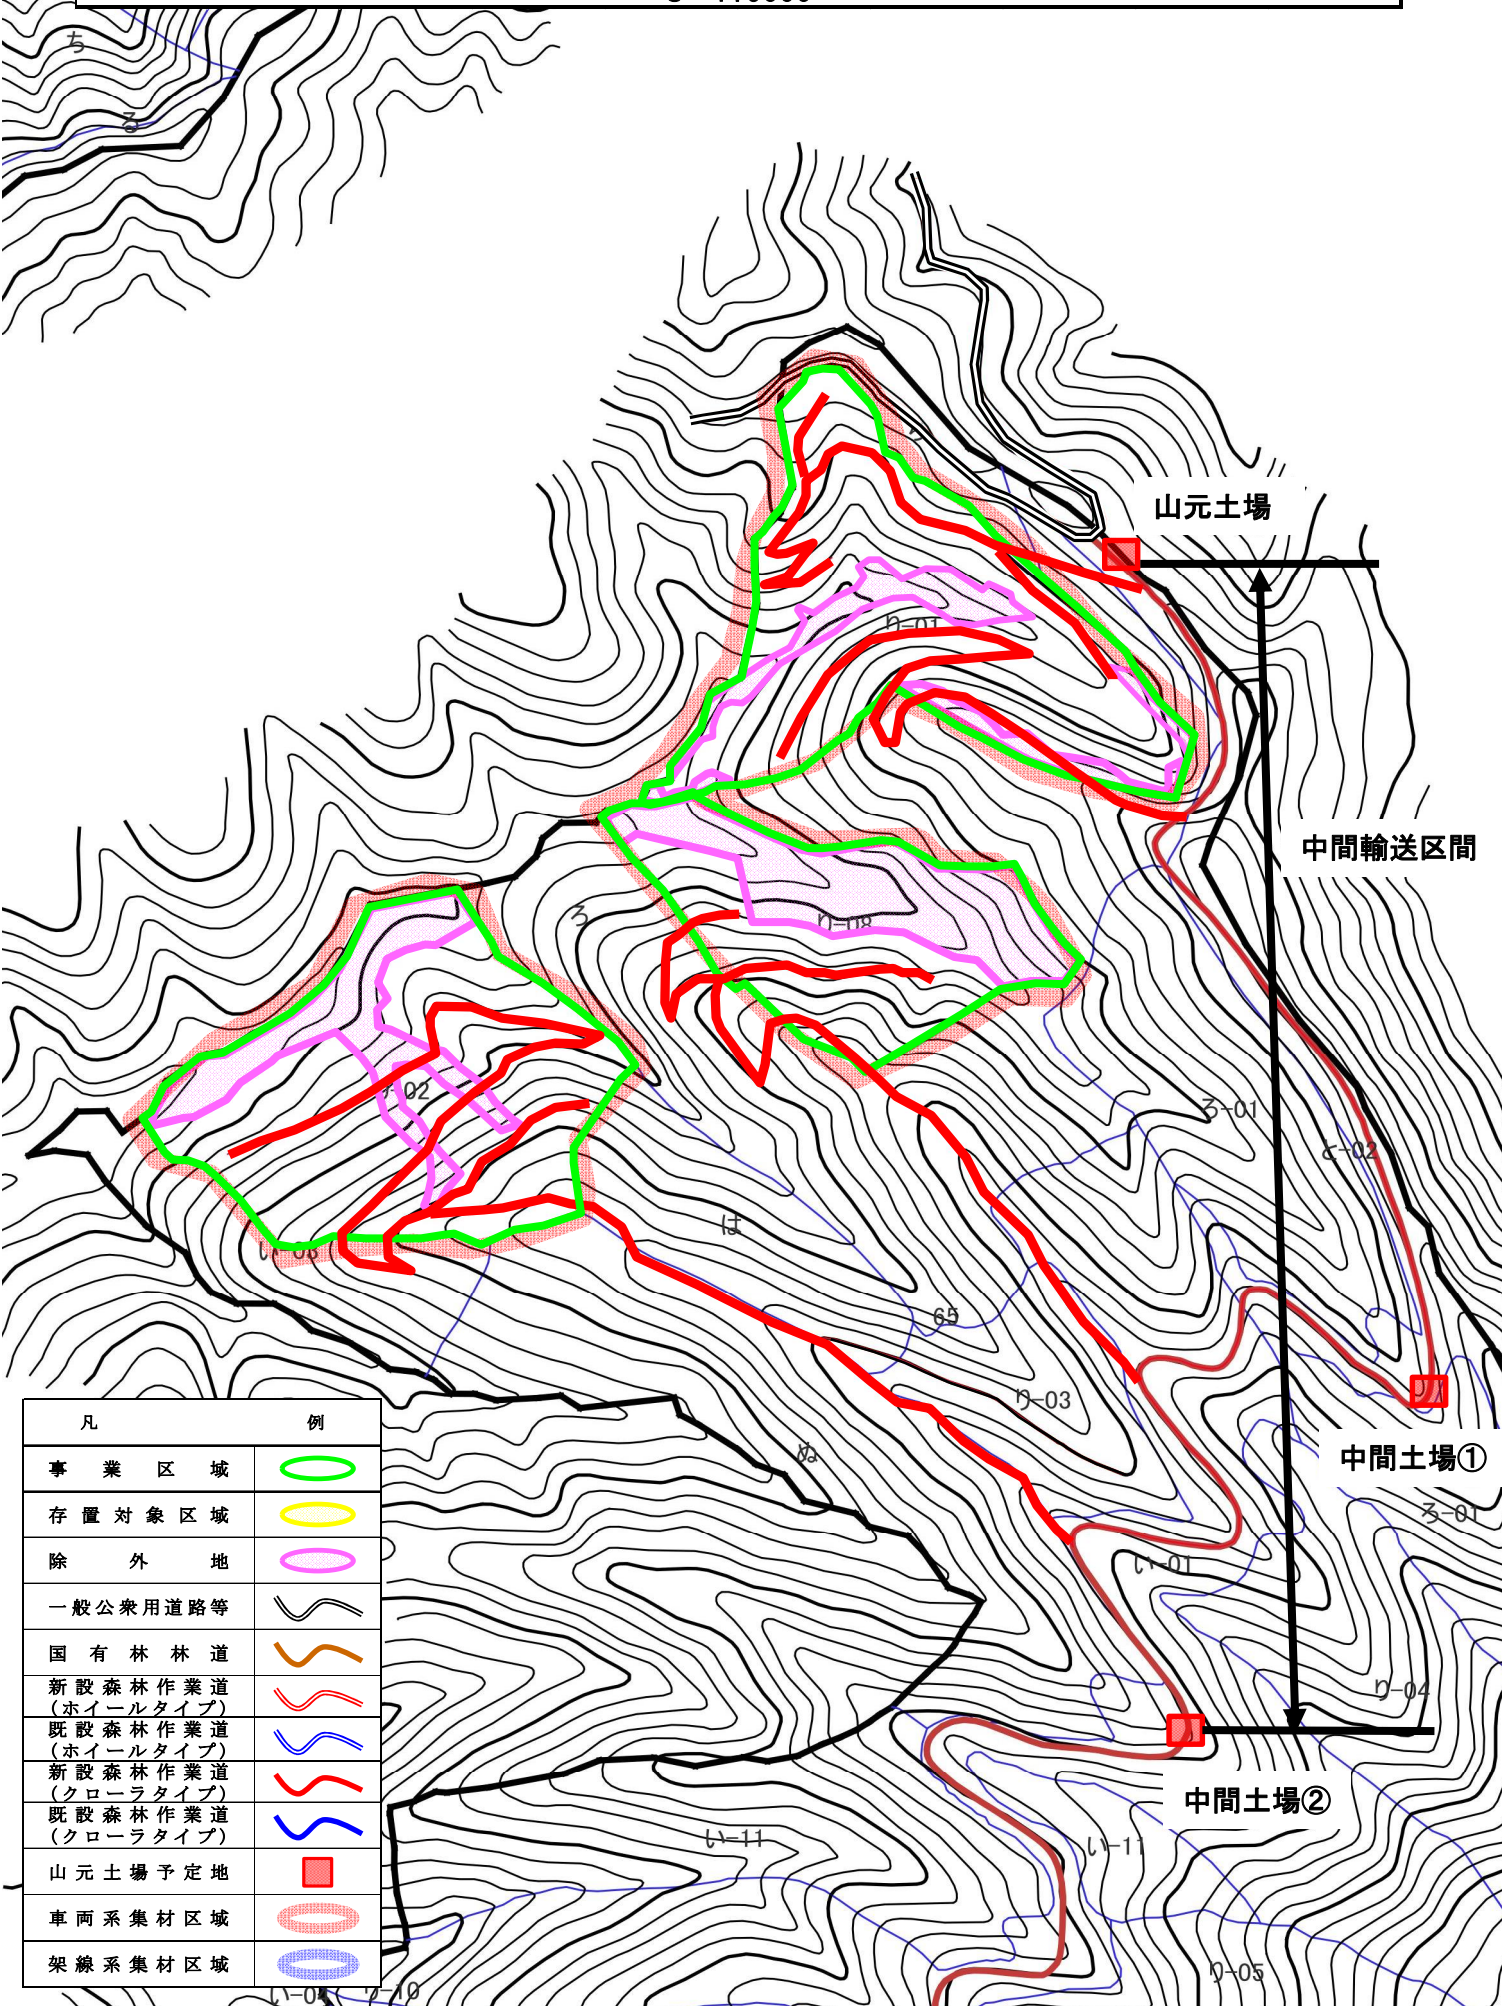 ち
る
ら
山元土場
り-01
中間輸送区間
ろ
り-08
り-02
ろ-01
と-02
は
い-03
65
り-03
中間土場①
ろ-01
ぬ
い-01
り-04
中間土場②
い-11
い-11
り-05
り-10
凡 例
事業区域
存置対象区域
除外地
一般公衆用道路等
国有林林道
新設森林作業道
(ホイールタイプ)
既設森林作業道
(ホイールタイプ)
新設森林作業道
(クローラタイプ)
既設森林作業道
(クローラタイプ)
山元土場予定地
車両系集材区域
架線系集材区域